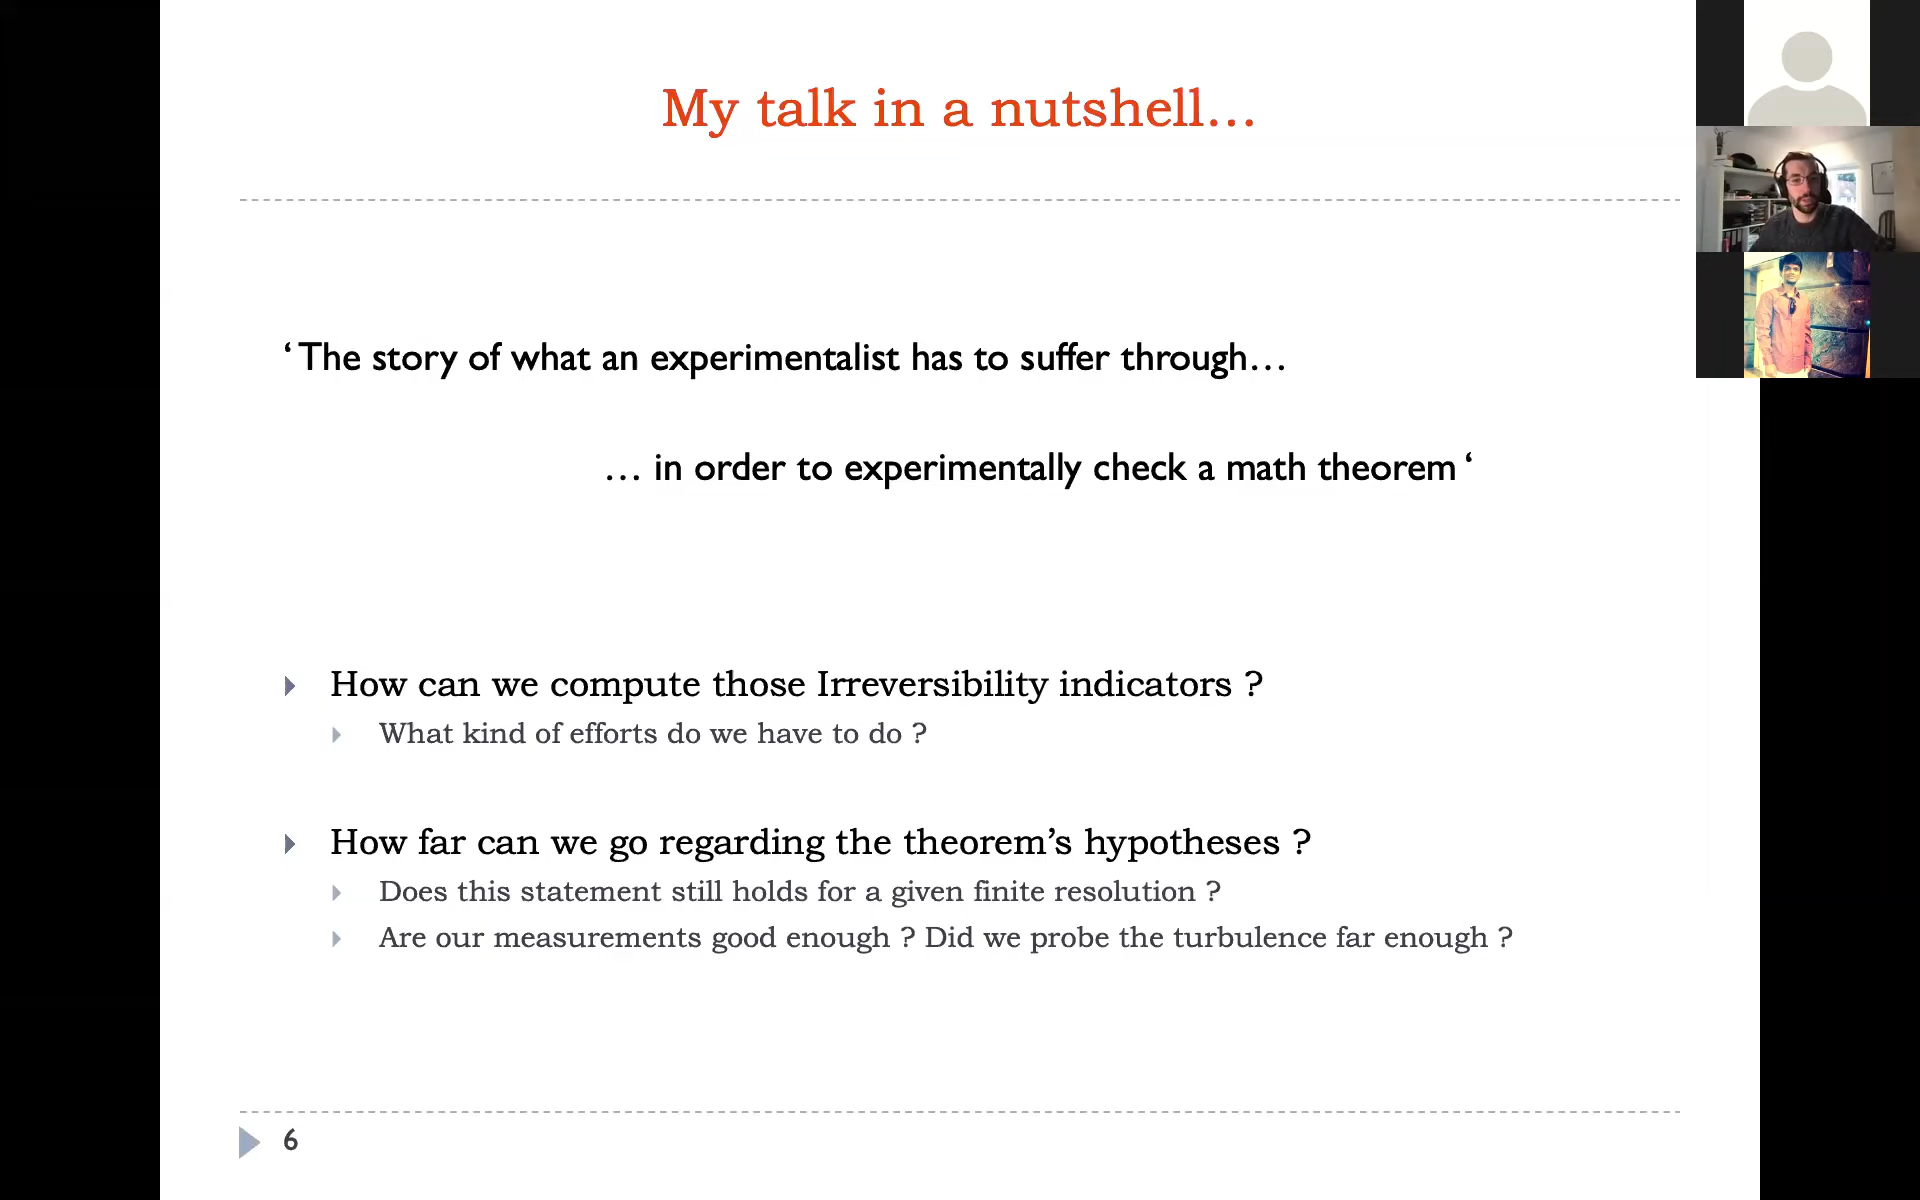 My talk in a nutshell…
‘ The story of what an experimentalist has to suffer through…
… in order to experimentally check a math theorem ‘
How can we compute those Irreversibility indicators ?
What kind of efforts do we have to do ?
How far can we go regarding the theorem’s hypotheses ?
Does this statement still holds for a given finite resolution ?
Are our measurements good enough ? Did we probe the turbulence far enough ?
6